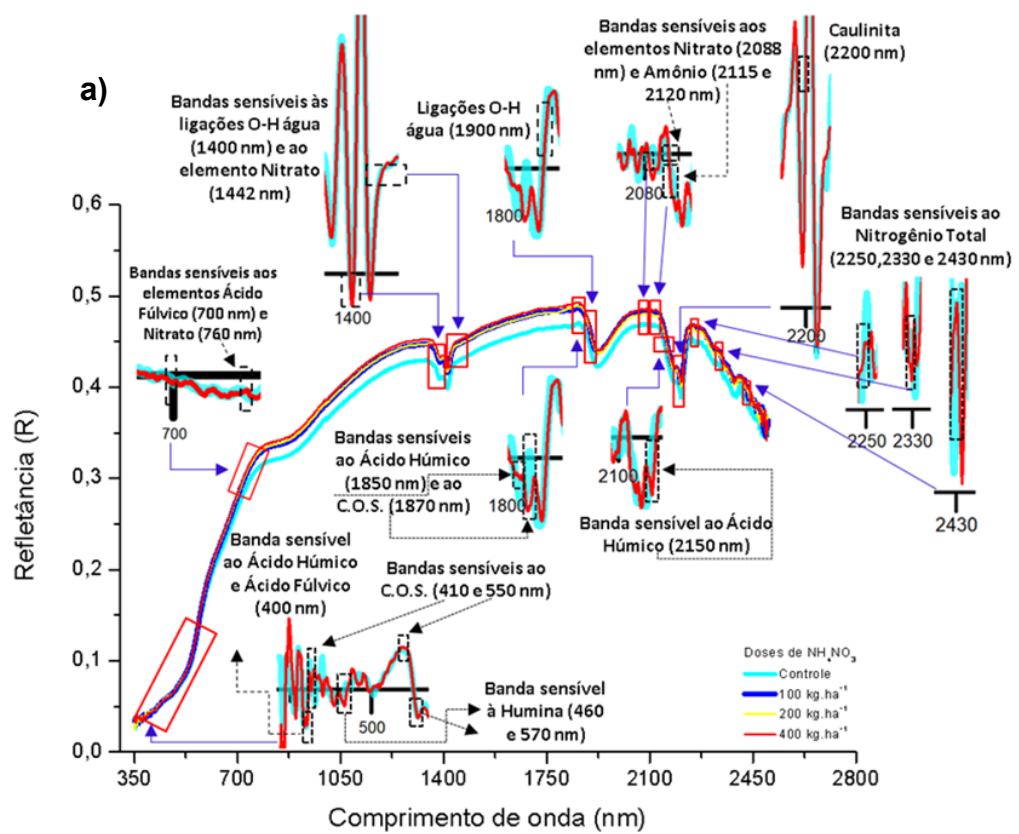 a)
Bandas sensíveis às
ligações O-H água
(1400 nm) e ao
elemento Nitrato
(1442 nm)
Ligações O-H
água (1900 nm)
Bandas sensíveis aos
elementos Nitrato (2088
nm) e Amônio (2115 e
2120 nm)
Caulinita
(2200 nm)
Bandas sensíveis ao
Nitrogênio Total
(2250,2330 e 2430 nm)
Bandas sensíveis aos
elementos Ácido
Fúlvico (700 nm) e
Nitrato (760 nm)
700
1400
1800
2080
2200
2250
2330
2430
Bandas sensíveis
ao Ácido Húmico
(1850 nm) e ao
C.O.S. (1870 nm)
1800
2100
Banda sensível ao Ácido
Húmico (2150 nm)
Banda sensível
ao Ácido Húmico
e Ácido Fúlvico
(400 nm)
Bandas sensíveis ao
C.O.S. (410 e 550 nm)
500
Banda sensível
à Humina (460
e 570 nm)
Doses de NH₄NO₃
Controle
100 kg.ha⁻¹
200 kg.ha⁻¹
400 kg.ha⁻¹
Refletância (R)
0,6
0,5
0,4
0,3
0,2
0,1
0,0
350
700
1050
1400
1750
2100
2450
2800
Comprimento de onda (nm)